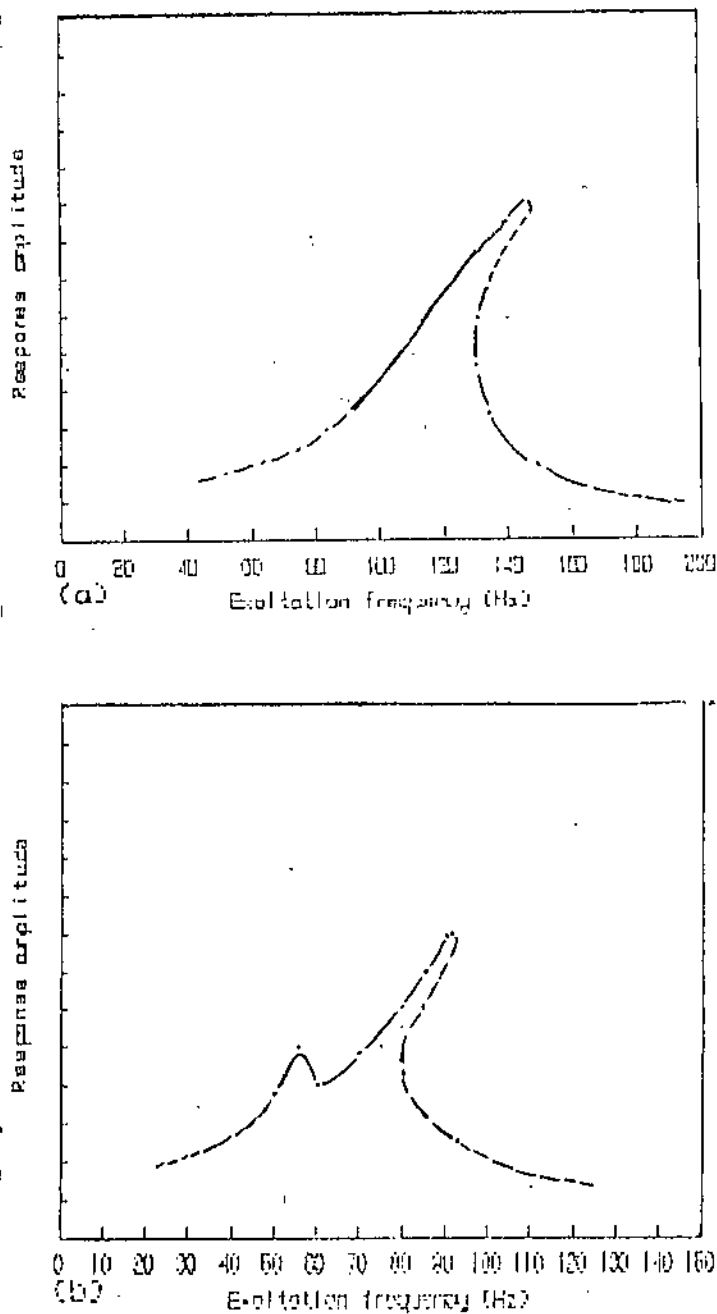 Response amplitude
0 20 40 60 80 100 120 140 160 180 200
(a)
Excitation frequency (Hz)
Response amplitude
0 10 20 30 40 50 60 70 80 90 100 110 120 130 140 150
(b)
Excitation frequency (Hz)